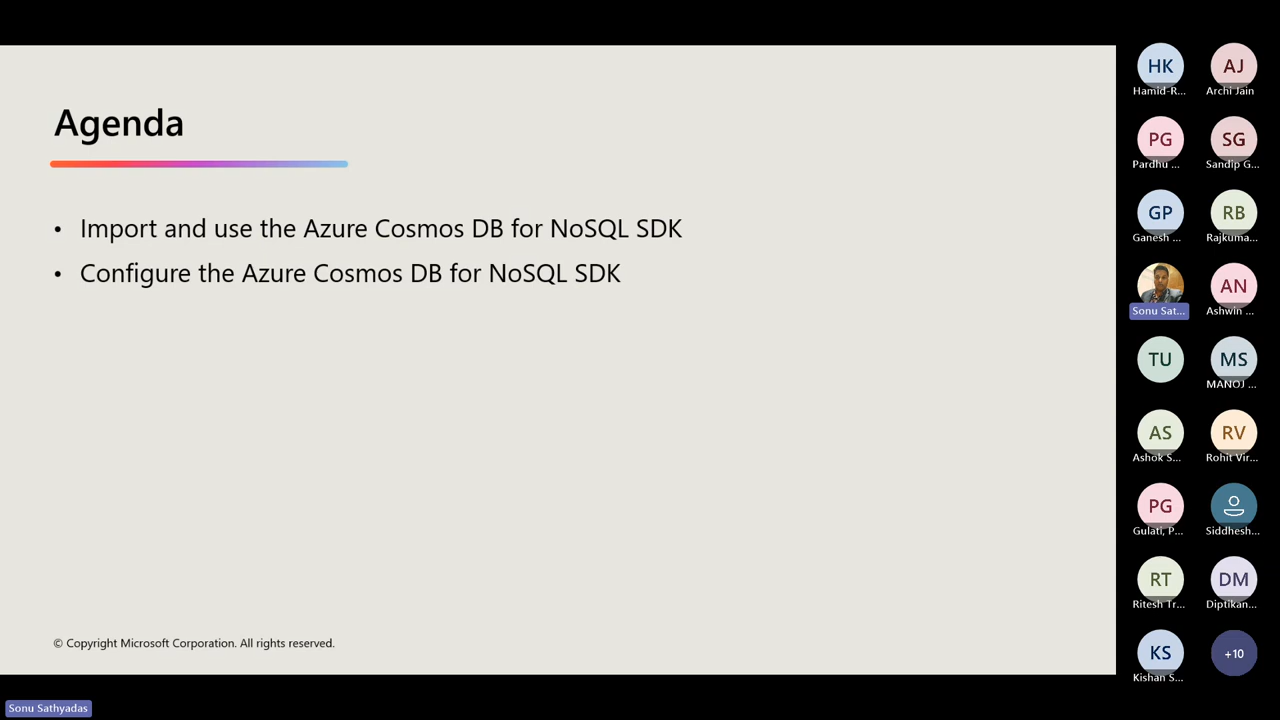 Agenda
• Import and use the Azure Cosmos DB for NoSQL SDK
• Configure the Azure Cosmos DB for NoSQL SDK
© Copyright Microsoft Corporation. All rights reserved.
HK AJ
Hamid-R... Archi Jain
PG SG
Pardhu ... Sandip G...
GP RB
Ganesh ... Rajkuma...
AN
Sonu Sat... Ashwin ...
TU MS
MANOJ ...
AS RV
Ashok S... Rohit Vir...
PG
Gulati, P... Siddhesh...
RT DM
Ritesh Tr... Diptikan...
KS +10
Kishan S...
Sonu Sathyadas